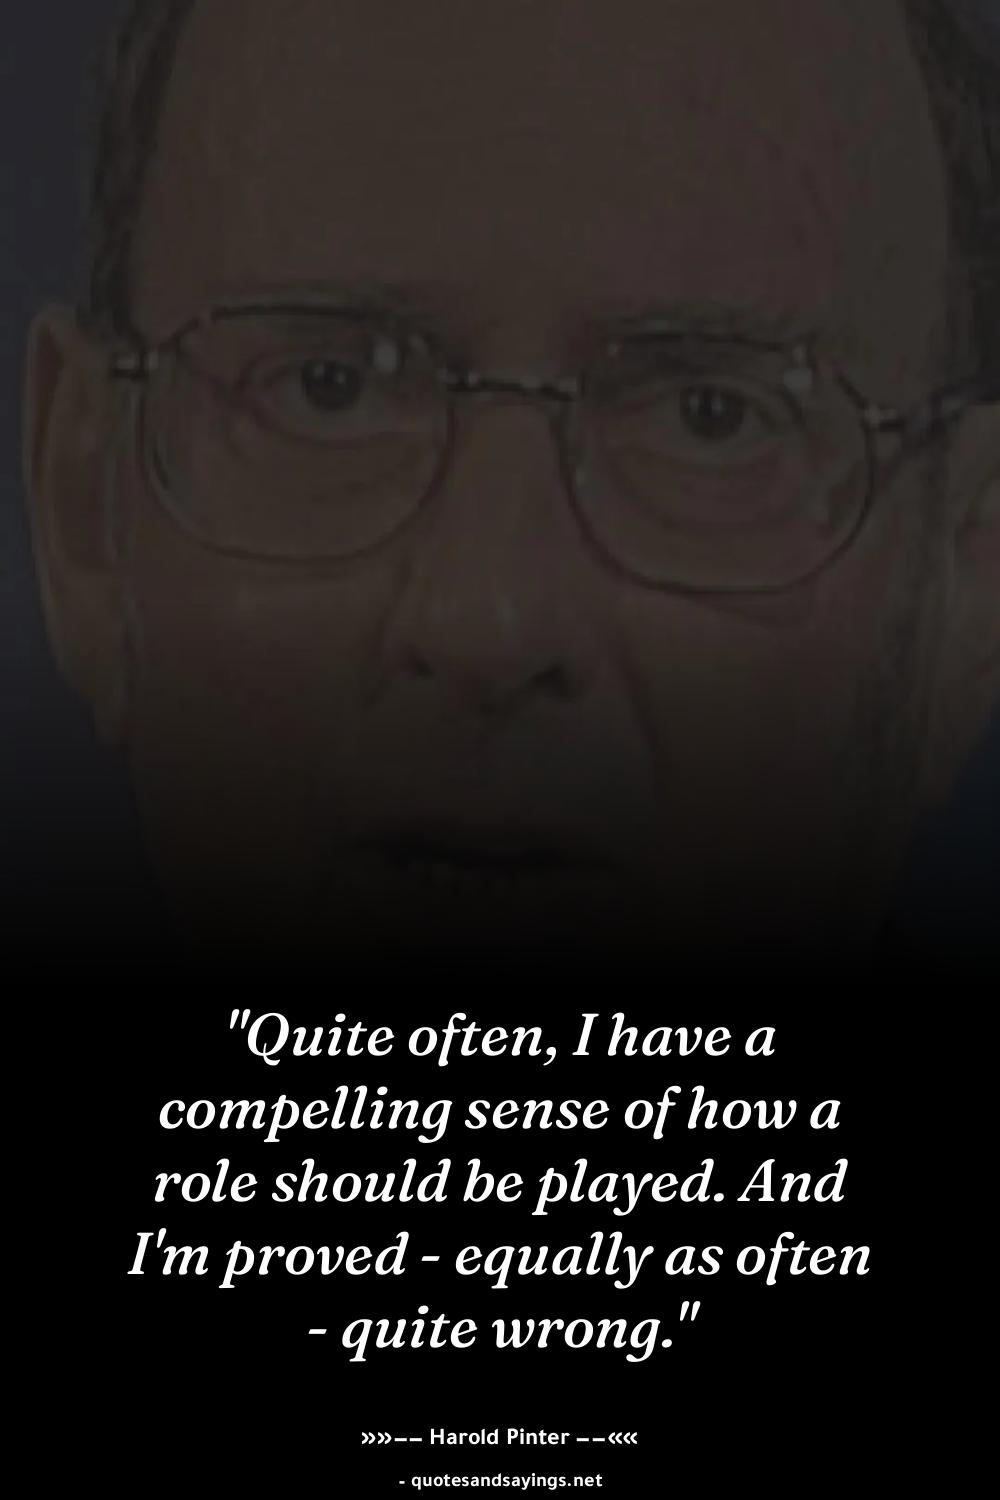 "Quite often, I have a
compelling sense of how a
role should be played. And
I'm proved - equally as often
- quite wrong."
»»−− Harold Pinter −−««
- quotesandsayings.net